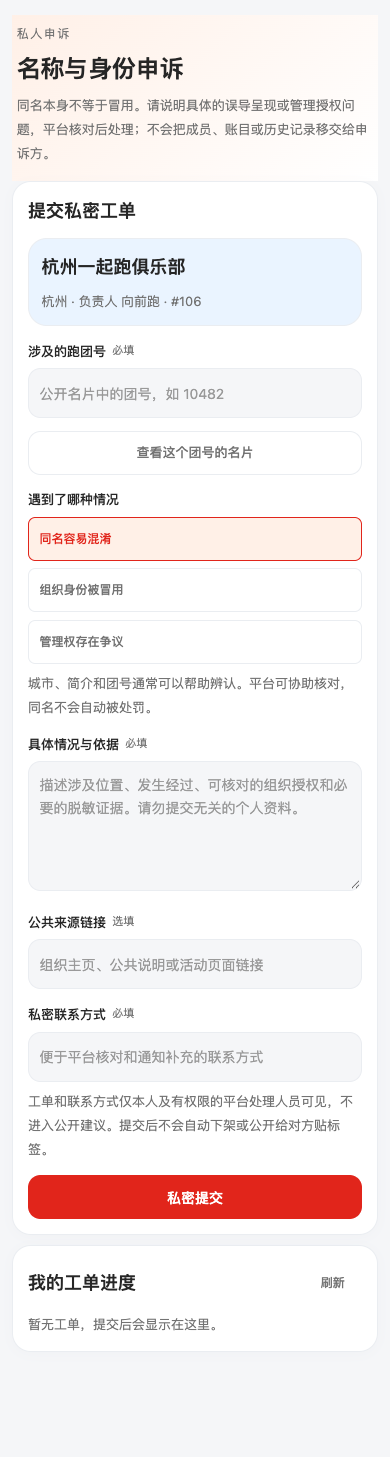 私人申诉
名称与身份申诉
同名本身不等于冒用。请说明具体的误导呈现或管理授权问
题，平台核对后处理；不会把成员、账目或历史记录移交给申
诉方。
提交私密工单
杭州一起跑俱乐部
杭州 · 负责人 向前跑 · #106
涉及的跑团号 必填
公开名片中的团号，如 10482
查看这个团号的名片
遇到了哪种情况
同名容易混淆
组织身份被冒用
管理权存在争议
城市、简介和团号通常可以帮助辨认。平台可协助核对，
同名不会自动被处罚。
具体情况与依据 必填
描述涉及位置、发生经过、可核对的组织授权和必
要的脱敏证据。请勿提交无关的个人资料。
公共来源链接 选填
组织主页、公共说明或活动页面链接
私密联系方式 必填
便于平台核对和通知补充的联系方式
工单和联系方式仅本人及有权限的平台处理人员可见，不
进入公开建议。提交后不会自动下架或公开给对方贴标
签。
私密提交
我的工单进度 刷新
暂无工单，提交后会显示在这里。